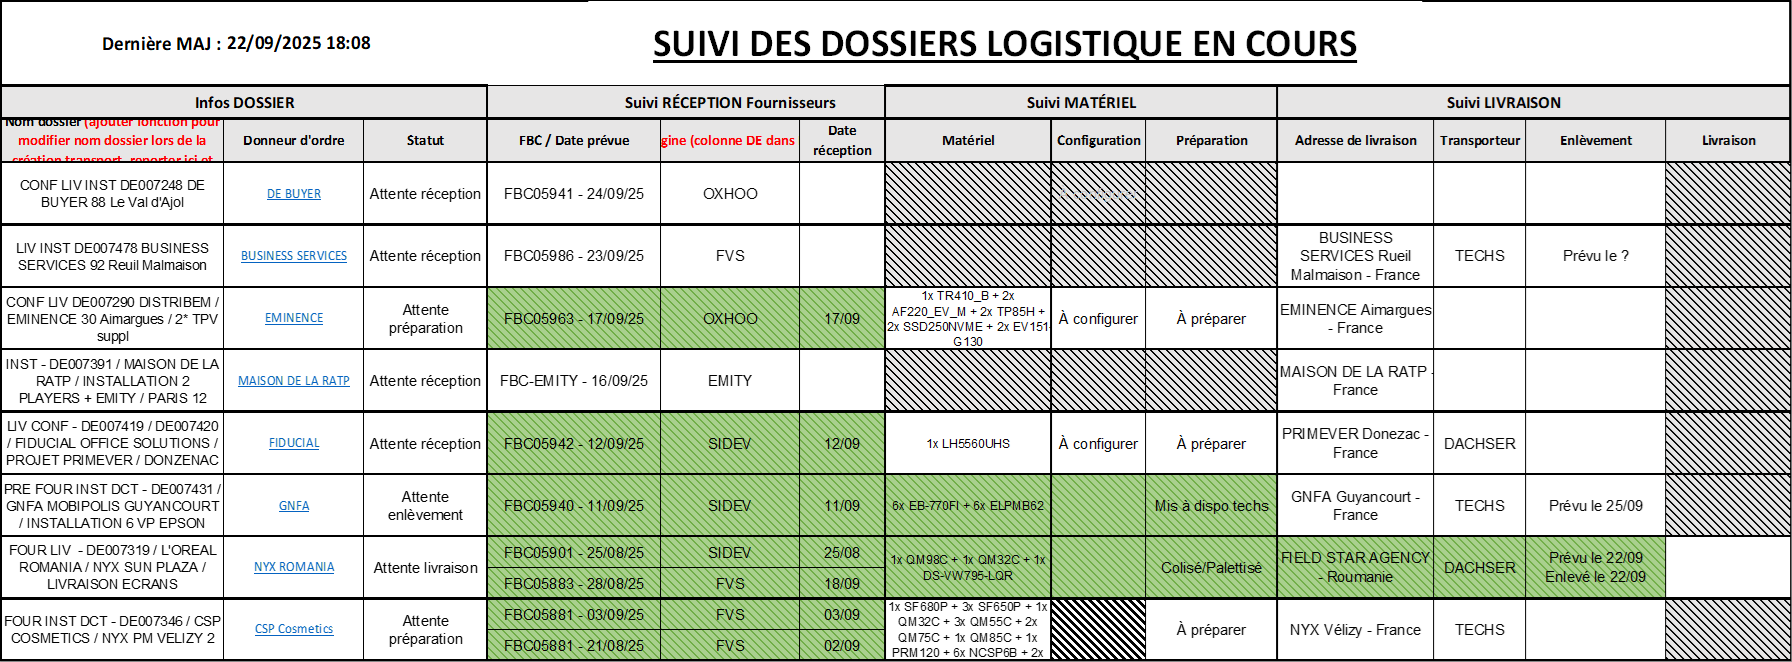 Dernière MAJ : 22/09/2025 18:08
SUIVI DES DOSSIERS LOGISTIQUE EN COURS
Infos DOSSIER
Suivi RÉCEPTION Fournisseurs
Suivi MATÉRIEL
Suivi LIVRAISON
Nom dossier (ajouter fonction pour
modifier nom dossier lors de la
création transport, reporter ici et
Donneur d'ordre
Statut
FBC / Date prévue
gine (colonne DE dans
Date
réception
Matériel
Configuration
Préparation
Adresse de livraison
Transporteur
Enlèvement
Livraison
CONF LIV INST DE007248 DE
BUYER 88 Le Val d'Ajol
DE BUYER
Attente réception
FBC05941 - 24/09/25
OXHOO
LIV INST DE007478 BUSINESS
SERVICES 92 Reuil Malmaison
BUSINESS SERVICES
Attente réception
FBC05986 - 23/09/25
FVS
BUSINESS
SERVICES Rueil
Malmaison - France
TECHS
Prévu le ?
CONF LIV DE007290 DISTRIBEM /
EMINENCE 30 Aimargues / 2* TPV
suppl
EMINENCE
Attente
préparation
FBC05963 - 17/09/25
OXHOO
17/09
1x TR410_B + 2x
AF220_EV_M + 2x TP85H +
2x SSD250NVME + 2x EV151
G130
À configurer
À préparer
EMINENCE Aimargues
- France
INST - DE007391 / MAISON DE LA
RATP / INSTALLATION 2
PLAYERS + EMITY / PARIS 12
MAISON DE LA RATP
Attente réception
FBC-EMITY - 16/09/25
EMITY
MAISON DE LA RATP -
France
LIV CONF - DE007419 / DE007420
/ FIDUCIAL OFFICE SOLUTIONS /
PROJET PRIMEVER / DONZENAC
FIDUCIAL
Attente réception
FBC05942 - 12/09/25
SIDEV
12/09
1x LH5560UHS
À configurer
À préparer
PRIMEVER Donezac -
France
DACHSER
PRE FOUR INST DCT - DE007431 /
GNFA MOBIPOLIS GUYANCOURT
/ INSTALLATION 6 VP EPSON
GNFA
Attente
enlèvement
FBC05940 - 11/09/25
SIDEV
11/09
6x EB-770FI + 6x ELPMB62
Mis à dispo techs
GNFA Guyancourt -
France
TECHS
Prévu le 25/09
FOUR LIV - DE007319 / L'OREAL
ROMANIA / NYX SUN PLAZA /
LIVRAISON ECRANS
NYX ROMANIA
Attente livraison
FBC05901 - 25/08/25
SIDEV
25/08
FBC05883 - 28/08/25
FVS
18/09
1x QM98C + 1x QM32C + 1x
DS-VW795-LQR
Colisé/Palettisé
FIELD STAR AGENCY
- Roumanie
DACHSER
Prévu le 22/09
Enlevé le 22/09
FOUR INST DCT - DE007346 / CSP
COSMETICS / NYX PM VELIZY 2
CSP Cosmetics
Attente
préparation
FBC05881 - 03/09/25
FVS
03/09
FBC05881 - 21/08/25
FVS
02/09
1x SF680P + 3x SF650P + 1x
QM32C + 3x QM55C + 2x
QM75C + 1x QM85C + 1x
PRM120 + 6x NCSP6B + 2x
À préparer
NYX Vélizy - France
TECHS